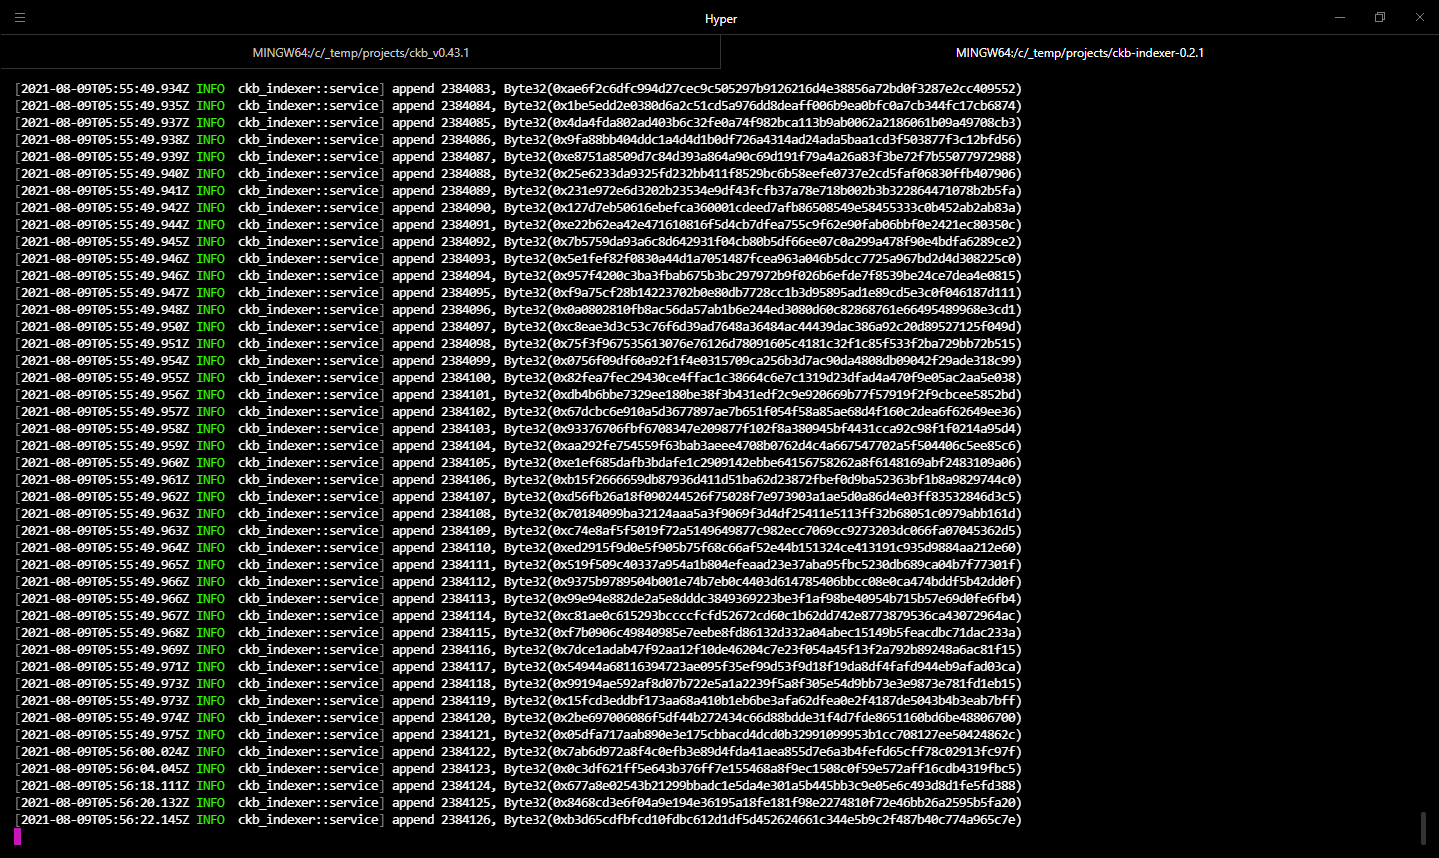 Hyper
MINGW64:/c/_temp/projects/ckb_v0.43.1
MINGW64:/c/_temp/projects/ckb-indexer-0.2.1
[2021-08-09T05:55:49.934Z INFO ckb_indexer::service] append 2384083, Byte32(0xae6f2c6dfc994d27cec9c505297b9126216d4e38856a72bd0f3287e2cc409552)
[2021-08-09T05:55:49.935Z INFO ckb_indexer::service] append 2384084, Byte32(0x1be5edd2e0380d6a2c51cd5a976dd8deaff006b9ea0bfc0a7cb344fc17cb6874)
[2021-08-09T05:55:49.937Z INFO ckb_indexer::service] append 2384085, Byte32(0x4da4fda802ad403b6c32fe0a74f982bca113b9ab0062a2186061b09a49708cb3)
[2021-08-09T05:55:49.938Z INFO ckb_indexer::service] append 2384086, Byte32(0x9fa88bb404ddc1a4d4d1b0df726a4314ad24ada5baa1cd3f503877f3c12bfd56)
[2021-08-09T05:55:49.939Z INFO ckb_indexer::service] append 2384087, Byte32(0xe8751a8509d7c84d393a864a90c69d191f79a4a26a83f3be72f7b55077972988)
[2021-08-09T05:55:49.940Z INFO ckb_indexer::service] append 2384088, Byte32(0x25e6233da9325fd232bb411f8529bc6b58eefe0737e2cd5faf06830ffb407906)
[2021-08-09T05:55:49.941Z INFO ckb_indexer::service] append 2384089, Byte32(0x231e972e6d3202b23534e9df43fcfb37a78e718b002b3b322864471078b2b5fa)
[2021-08-09T05:55:49.942Z INFO ckb_indexer::service] append 2384090, Byte32(0x127d7eb50616ebefca360001cdeed7afb86508549e58455333c0b452ab2ab83a)
[2021-08-09T05:55:49.944Z INFO ckb_indexer::service] append 2384091, Byte32(0xe22b62ea42e471610816f5d4cb7dfea755c9f62e90fab06bbf0e2421ec80350c)
[2021-08-09T05:55:49.945Z INFO ckb_indexer::service] append 2384092, Byte32(0x7b5759da93a6c8d642931f04cb80b5df66ee07c0a299a478f90e4bdfa6289ce2)
[2021-08-09T05:55:49.946Z INFO ckb_indexer::service] append 2384093, Byte32(0x5e1fef82f0830a44d1a7051487fcea963a046b5dcc7725a967bd2d4d308225c0)
[2021-08-09T05:55:49.946Z INFO ckb_indexer::service] append 2384094, Byte32(0x957f4200c3ba3fbab675b3bc297972b9f026b6efde7f8539be24ce7dea4e0815)
[2021-08-09T05:55:49.947Z INFO ckb_indexer::service] append 2384095, Byte32(0xf9a75cf28b14223702b0e80db7728cc1b3d95895ad1e89cd5e3c0f046187d111)
[2021-08-09T05:55:49.948Z INFO ckb_indexer::service] append 2384096, Byte32(0x0a0802810fb8ac56da57ab1b6e244ed3080d60c82868761e66495489968e3cd1)
[2021-08-09T05:55:49.950Z INFO ckb_indexer::service] append 2384097, Byte32(0xc8eae3d3c53c76f6d39ad7648a36484ac44439dac386a92c20d89527125f049d)
[2021-08-09T05:55:49.951Z INFO ckb_indexer::service] append 2384098, Byte32(0x75f3f967535613076e76126d78091605c4181c32f1c85f533f2ba729bb72b515)
[2021-08-09T05:55:49.954Z INFO ckb_indexer::service] append 2384099, Byte32(0x0756f09df60a92f1f4e0315709ca256b3d7ac90da4808db09042f29ade318c99)
[2021-08-09T05:55:49.955Z INFO ckb_indexer::service] append 2384100, Byte32(0x82fea7fec29430ce4ffac1c38664c6e7c1319d23dfad4a470f9e05ac2aa5e038)
[2021-08-09T05:55:49.956Z INFO ckb_indexer::service] append 2384101, Byte32(0xdb4b6bbe7329ee180be38f3b431edf2c9e920669b77f57919f2f9cbcee5852bd)
[2021-08-09T05:55:49.957Z INFO ckb_indexer::service] append 2384102, Byte32(0x67dcbc6e910a5d3677897ae7b651f054f58a85ae68d4f160c2dea6f62649ee36)
[2021-08-09T05:55:49.958Z INFO ckb_indexer::service] append 2384103, Byte32(0x93376706fbf6708347e209877f102f8a380945bf4431cca92c98f1f0214a95d4)
[2021-08-09T05:55:49.959Z INFO ckb_indexer::service] append 2384104, Byte32(0xaa292fe754559f63bab3aeee4708b0762d4c4a667547702a5f504406c5ee85c6)
[2021-08-09T05:55:49.960Z INFO ckb_indexer::service] append 2384105, Byte32(0xe1ef685dafb3bdafe1c2909142ebbe64156758262a8f6148169abf2483109a06)
[2021-08-09T05:55:49.961Z INFO ckb_indexer::service] append 2384106, Byte32(0xb15f2666659db87936d411d51ba62d23872fbef0d9ba52363bf1b8a9829744c0)
[2021-08-09T05:55:49.962Z INFO ckb_indexer::service] append 2384107, Byte32(0xd56fb26a18f090244526f75028f7e973903a1ae5d0a86d4e03ff83532846d3c5)
[2021-08-09T05:55:49.963Z INFO ckb_indexer::service] append 2384108, Byte32(0x70184099ba32124aaa5a3f9069f3d4df25411e5113ff32b68051c0979abb161d)
[2021-08-09T05:55:49.963Z INFO ckb_indexer::service] append 2384109, Byte32(0xc74e8af5f5019f72a5149649877c982ecc7069cc9273203dc066fa07045362d5)
[2021-08-09T05:55:49.964Z INFO ckb_indexer::service] append 2384110, Byte32(0xed2915f9d0e5f905b75f68c66af52e44b151324ce413191c935d9884aa212e60)
[2021-08-09T05:55:49.965Z INFO ckb_indexer::service] append 2384111, Byte32(0x519f509c40337a954a1b804efeaad23e37aba95fbc5230db689ca04b7f77301f)
[2021-08-09T05:55:49.966Z INFO ckb_indexer::service] append 2384112, Byte32(0x9375b9789504b001e74b7eb0c4403d614785406bbcc08e0ca474bddf5b42dd0f)
[2021-08-09T05:55:49.966Z INFO ckb_indexer::service] append 2384113, Byte32(0x99e94e882de2a5e8dddc3849369223be3f1af98be40954b715b57e69d0fe6fb4)
[2021-08-09T05:55:49.967Z INFO ckb_indexer::service] append 2384114, Byte32(0xc81ae0c615293bccccfcfd52672cd60c1b62dd742e8773879536ca43072964ac)
[2021-08-09T05:55:49.968Z INFO ckb_indexer::service] append 2384115, Byte32(0xf7b0906c49840985e7eebe8fd86132d332a04abec15149b5feacdbc71dac233a)
[2021-08-09T05:55:49.969Z INFO ckb_indexer::service] append 2384116, Byte32(0x7dce1adab47f92aa12f10de46204c7e23f054a45f13f2a792b89248a6ac81f15)
[2021-08-09T05:55:49.971Z INFO ckb_indexer::service] append 2384117, Byte32(0x54944a68116394723ae095f35ef99d53f9d18f19da8df4fafd944eb9afad03ca)
[2021-08-09T05:55:49.973Z INFO ckb_indexer::service] append 2384118, Byte32(0x99194ae592af8d07b722e5a1a2239f5a8f305e54d9bb73e3e9873e781fd1eb15)
[2021-08-09T05:55:49.973Z INFO ckb_indexer::service] append 2384119, Byte32(0x15fcd3eddbf173aa68a410b1eb6be3afa62dfea0e2f4187de5043b4b3eab7bff)
[2021-08-09T05:55:49.974Z INFO ckb_indexer::service] append 2384120, Byte32(0x2be697006086f5df44b272434c66d88bdde31f4d7fde8651160bd6be48806700)
[2021-08-09T05:55:49.975Z INFO ckb_indexer::service] append 2384121, Byte32(0x05dfa717aab890e3e175cbbacd4dcd0b32991099953b1cc708127ee50424862c)
[2021-08-09T05:56:00.024Z INFO ckb_indexer::service] append 2384122, Byte32(0x7ab6d972a8f4c0efb3e89d4fda41aea855d7e6a3b4fefd65cff78c02913fc97f)
[2021-08-09T05:56:04.045Z INFO ckb_indexer::service] append 2384123, Byte32(0x0c3df621ff5e643b376ff7e155468a8f9ec1508c0f59e572aff16cdb4319fbc5)
[2021-08-09T05:56:18.111Z INFO ckb_indexer::service] append 2384124, Byte32(0x677a8e02543b21299bbadc1e5da4e301a5b445bb3c9e05e6c493d8d1fe5fd388)
[2021-08-09T05:56:20.132Z INFO ckb_indexer::service] append 2384125, Byte32(0x8468cd3e6f04a9e194e36195a18fe181f98e2274810f72e46bb26a2595b5fa20)
[2021-08-09T05:56:22.145Z INFO ckb_indexer::service] append 2384126, Byte32(0xb3d65cdfbfcd10fdbc612d1df5d452624661c344e5b9c2f487b40c774a965c7e)